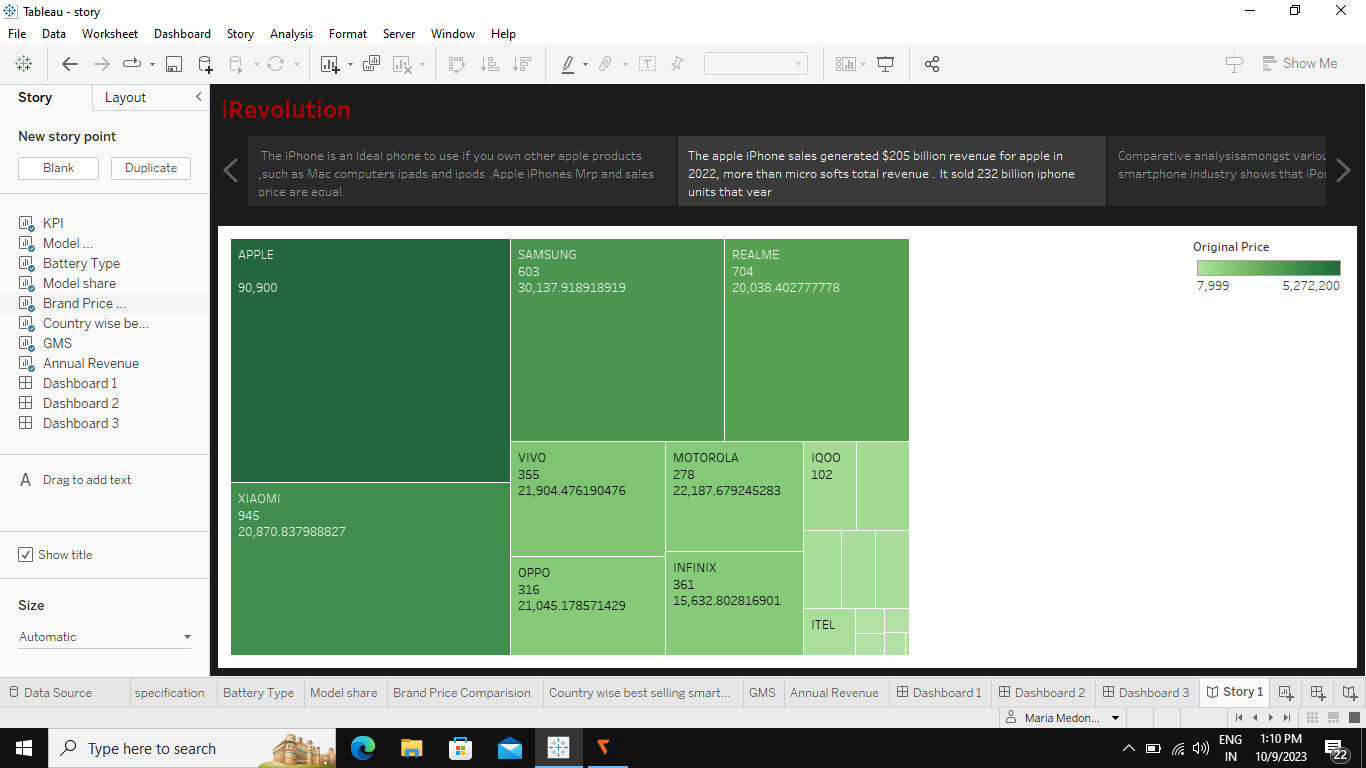 Tableau - story
File Data Worksheet Dashboard Story Analysis Format Server Window Help
Show Me
Story Layout
New story point
Blank Duplicate
KPI
Model ...
Battery Type
Model share
Brand Price ...
Country wise be...
GMS
Annual Revenue
Dashboard 1
Dashboard 2
Dashboard 3
A Drag to add text
Show title
Size
Automatic
iRevolution
The iPhone is an ideal phone to use if you own other apple products
,such as Mac computers ipads and ipods .Apple iPhones Mrp and sales
price are equal.
The apple iPhone sales generated $205 billion revenue for apple in
2022, more than micro softs total revenue . It sold 232 billion iphone
units that year
Comparative analysisamongst variou
smartphone industry shows that iPo
APPLE
90,900
SAMSUNG
603
30,137.918918919
REALME
704
20,038.402777778
XIAOMI
945
20,870.837988827
VIVO
355
21,904.476190476
MOTOROLA
278
22,187.679245283
IQOO
102
OPPO
316
21,045.178571429
INFINIX
361
15,632.802816901
ITEL
Original Price
7,999 5,272,200
Data Source specification Battery Type Model share Brand Price Comparision Country wise best selling smart... GMS Annual Revenue Dashboard 1 Dashboard 2 Dashboard 3 Story 1
Maria Medon...
Type here to search
ENG
IN
1:10 PM
10/9/2023
22